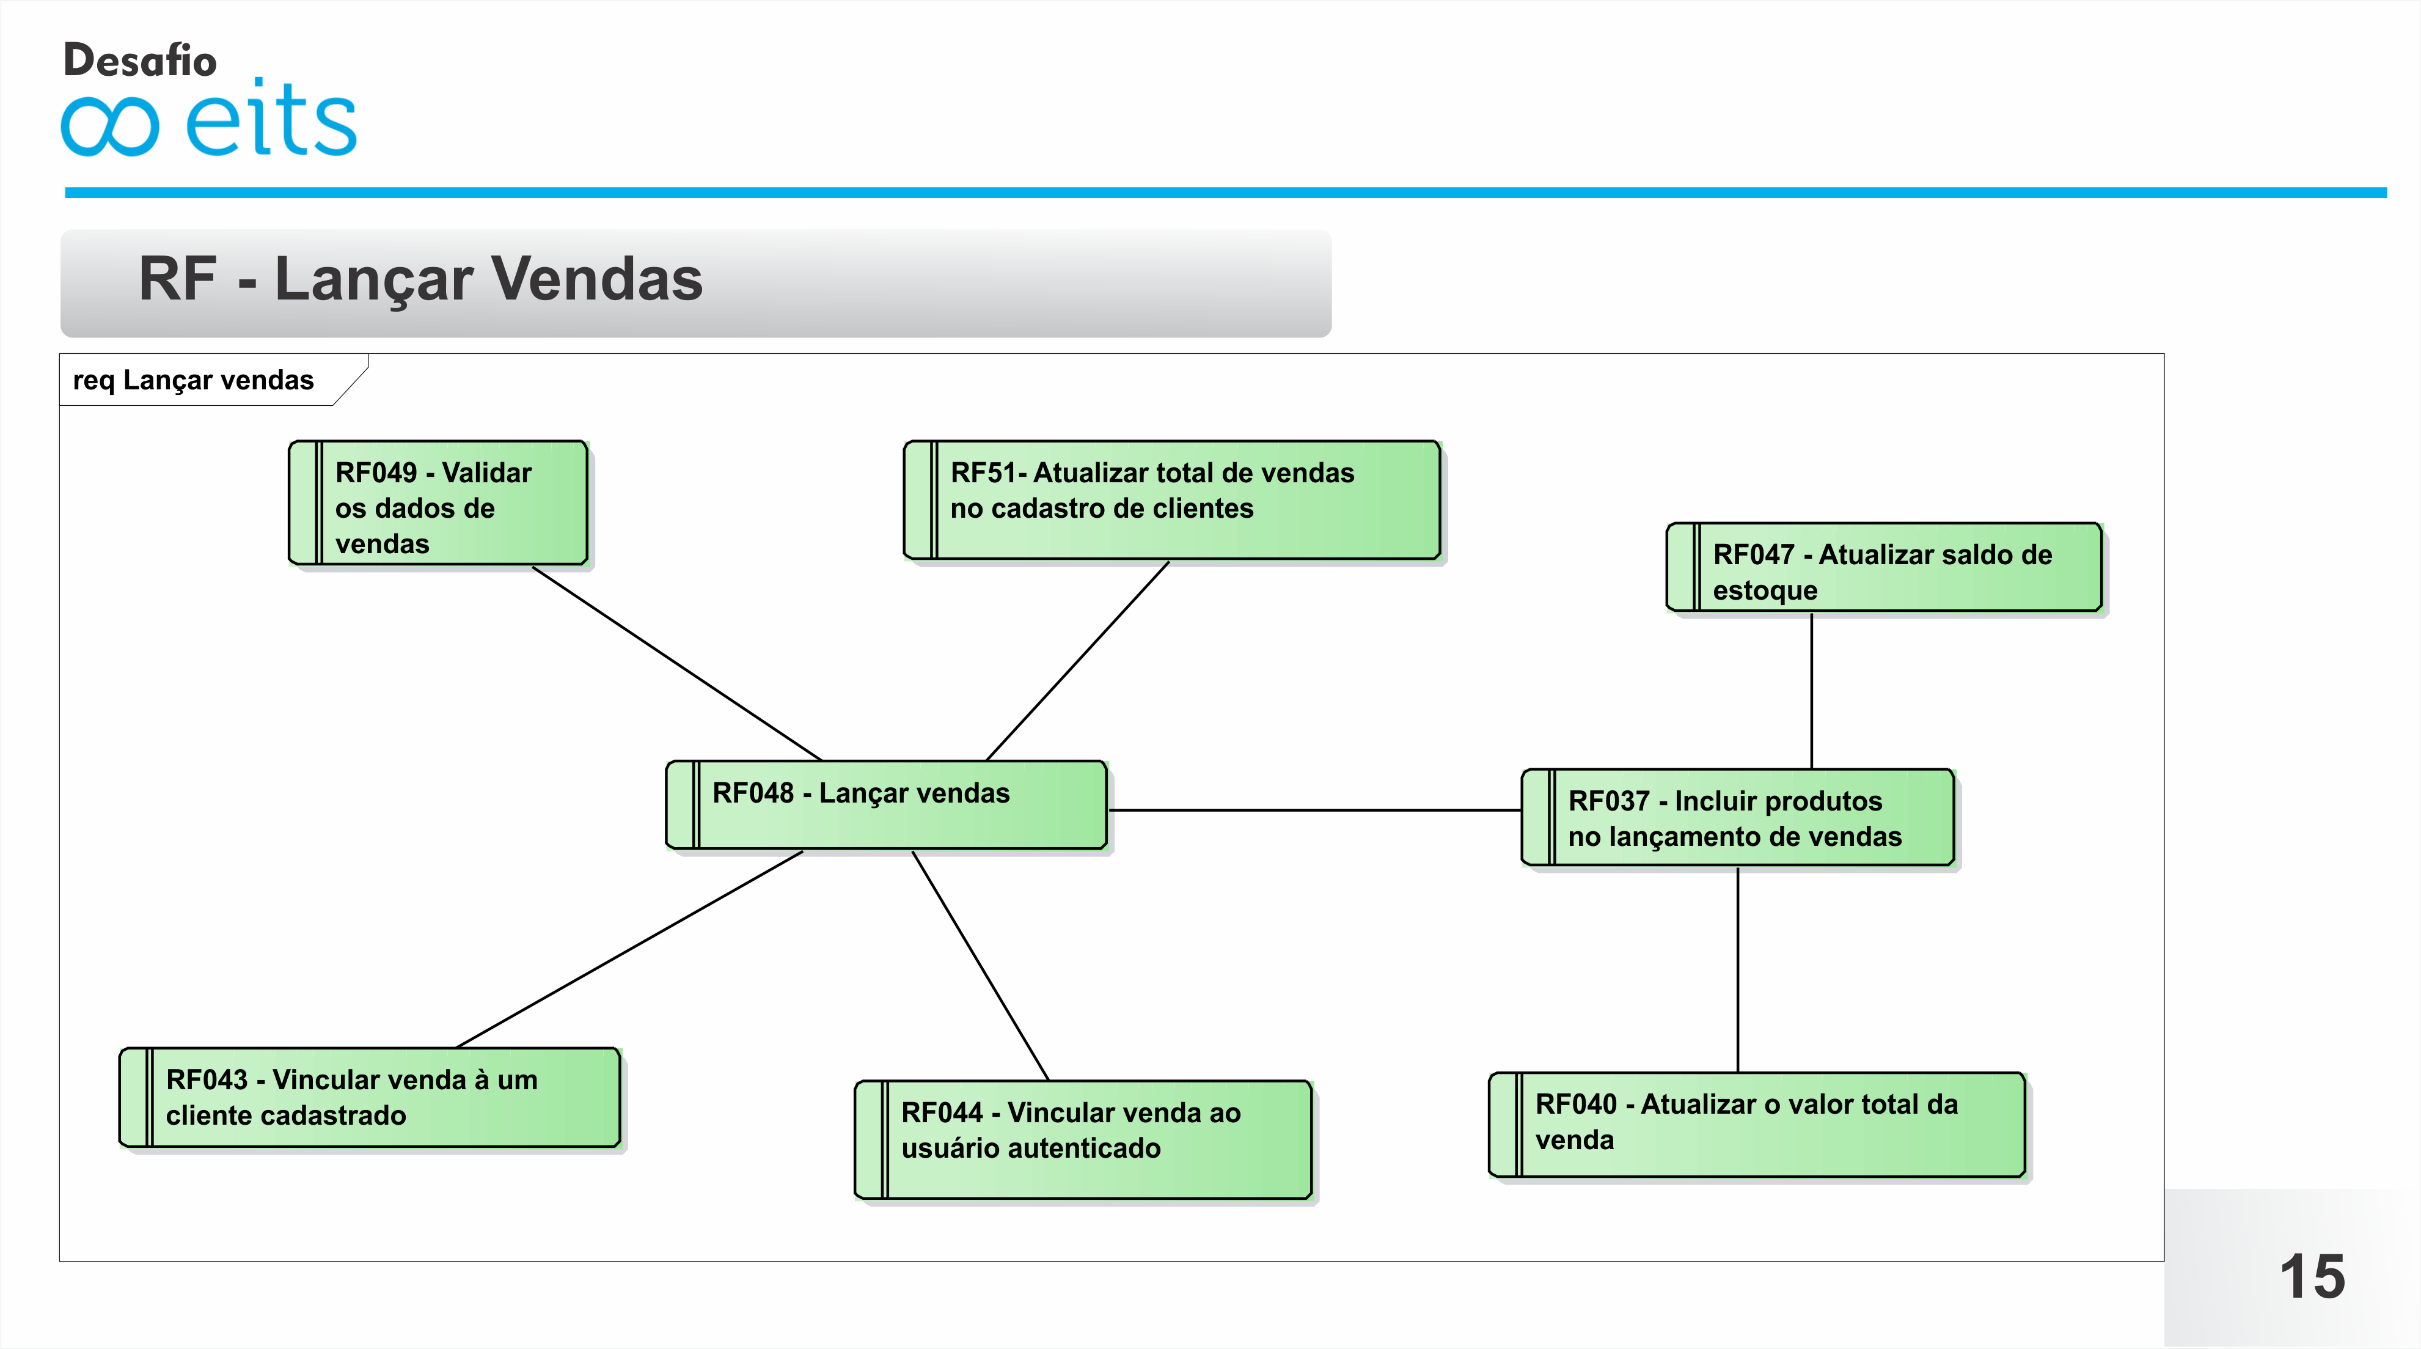 Desafio
eits
RF - Lançar Vendas
req Lançar vendas
RF049 - Validar
os dados de
vendas
RF51- Atualizar total de vendas
no cadastro de clientes
RF047 - Atualizar saldo de
estoque
RF048 - Lançar vendas
RF037 - Incluir produtos
no lançamento de vendas
RF043 - Vincular venda à um
cliente cadastrado
RF044 - Vincular venda ao
usuário autenticado
RF040 - Atualizar o valor total da
venda
15